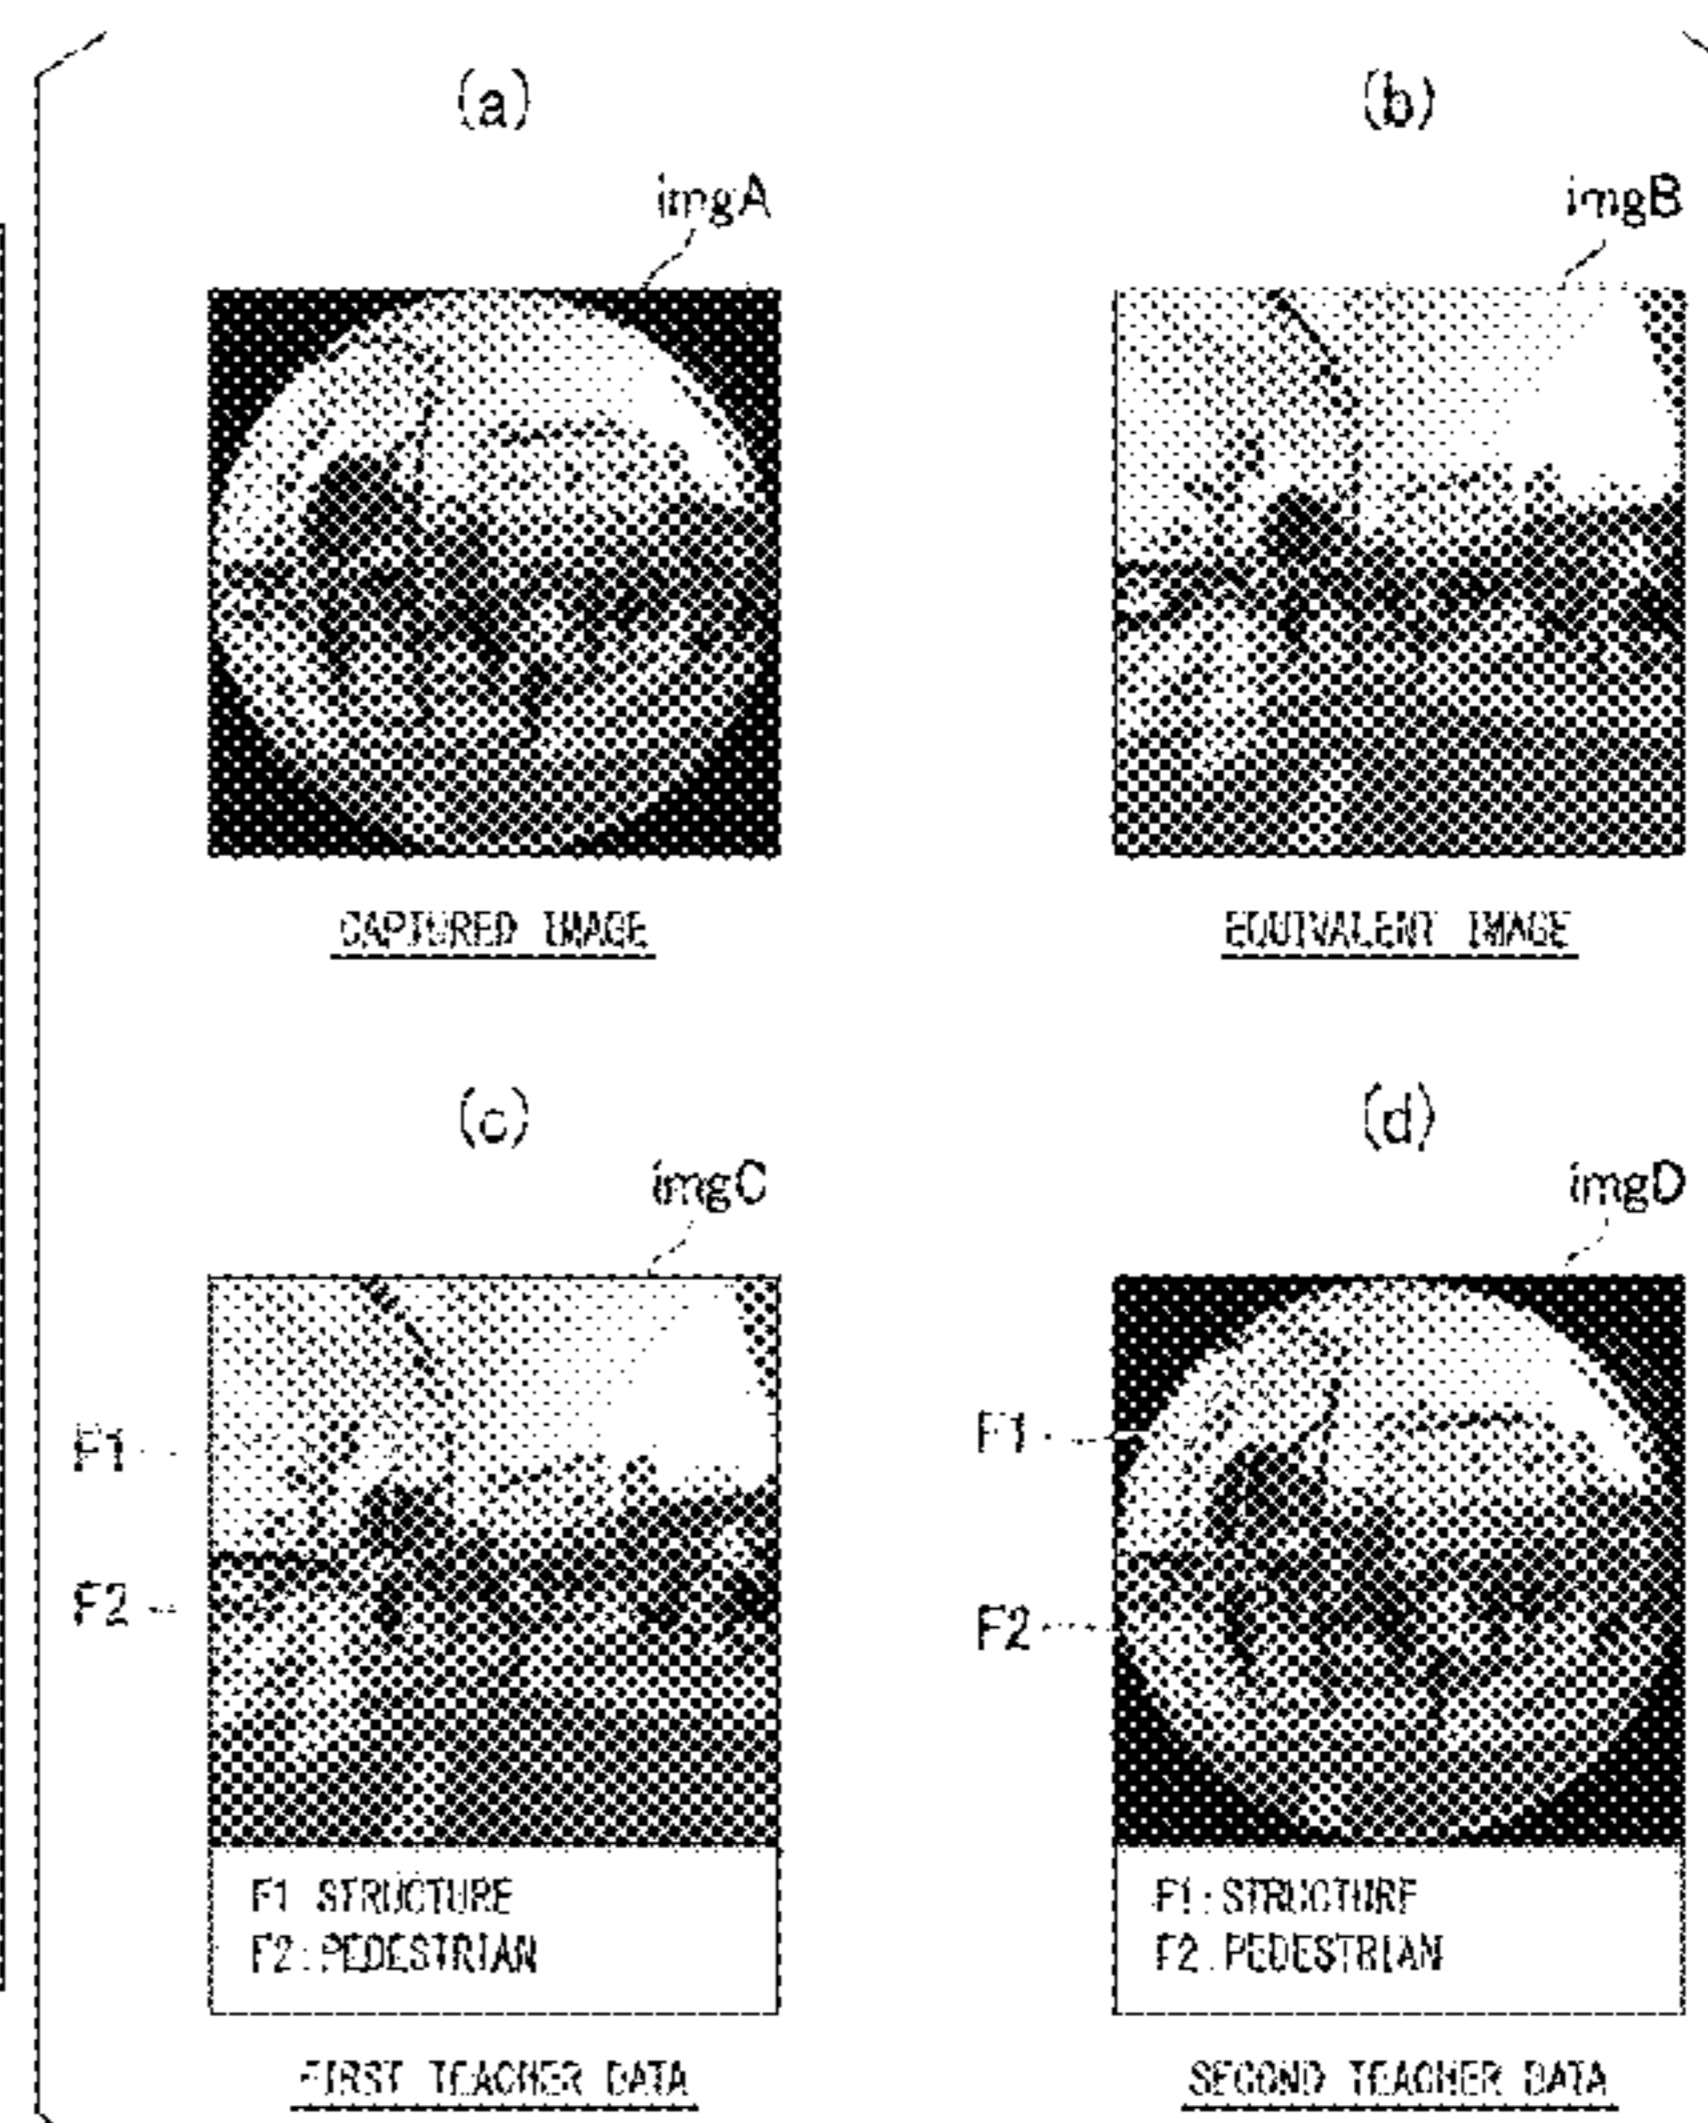 (a)
imgA
CAPTURED IMAGE
(b)
imgB
EQUIVALENT IMAGE
(c)
imgC
F1
F2
F1 STRUCTURE
F2:PEDESTRIAN
FIRST TEACHER DATA
(d)
imgD
F1
F2
F1:STRUCTURE
F2.PEDESTRIAN
SECOND TEACHER DATA